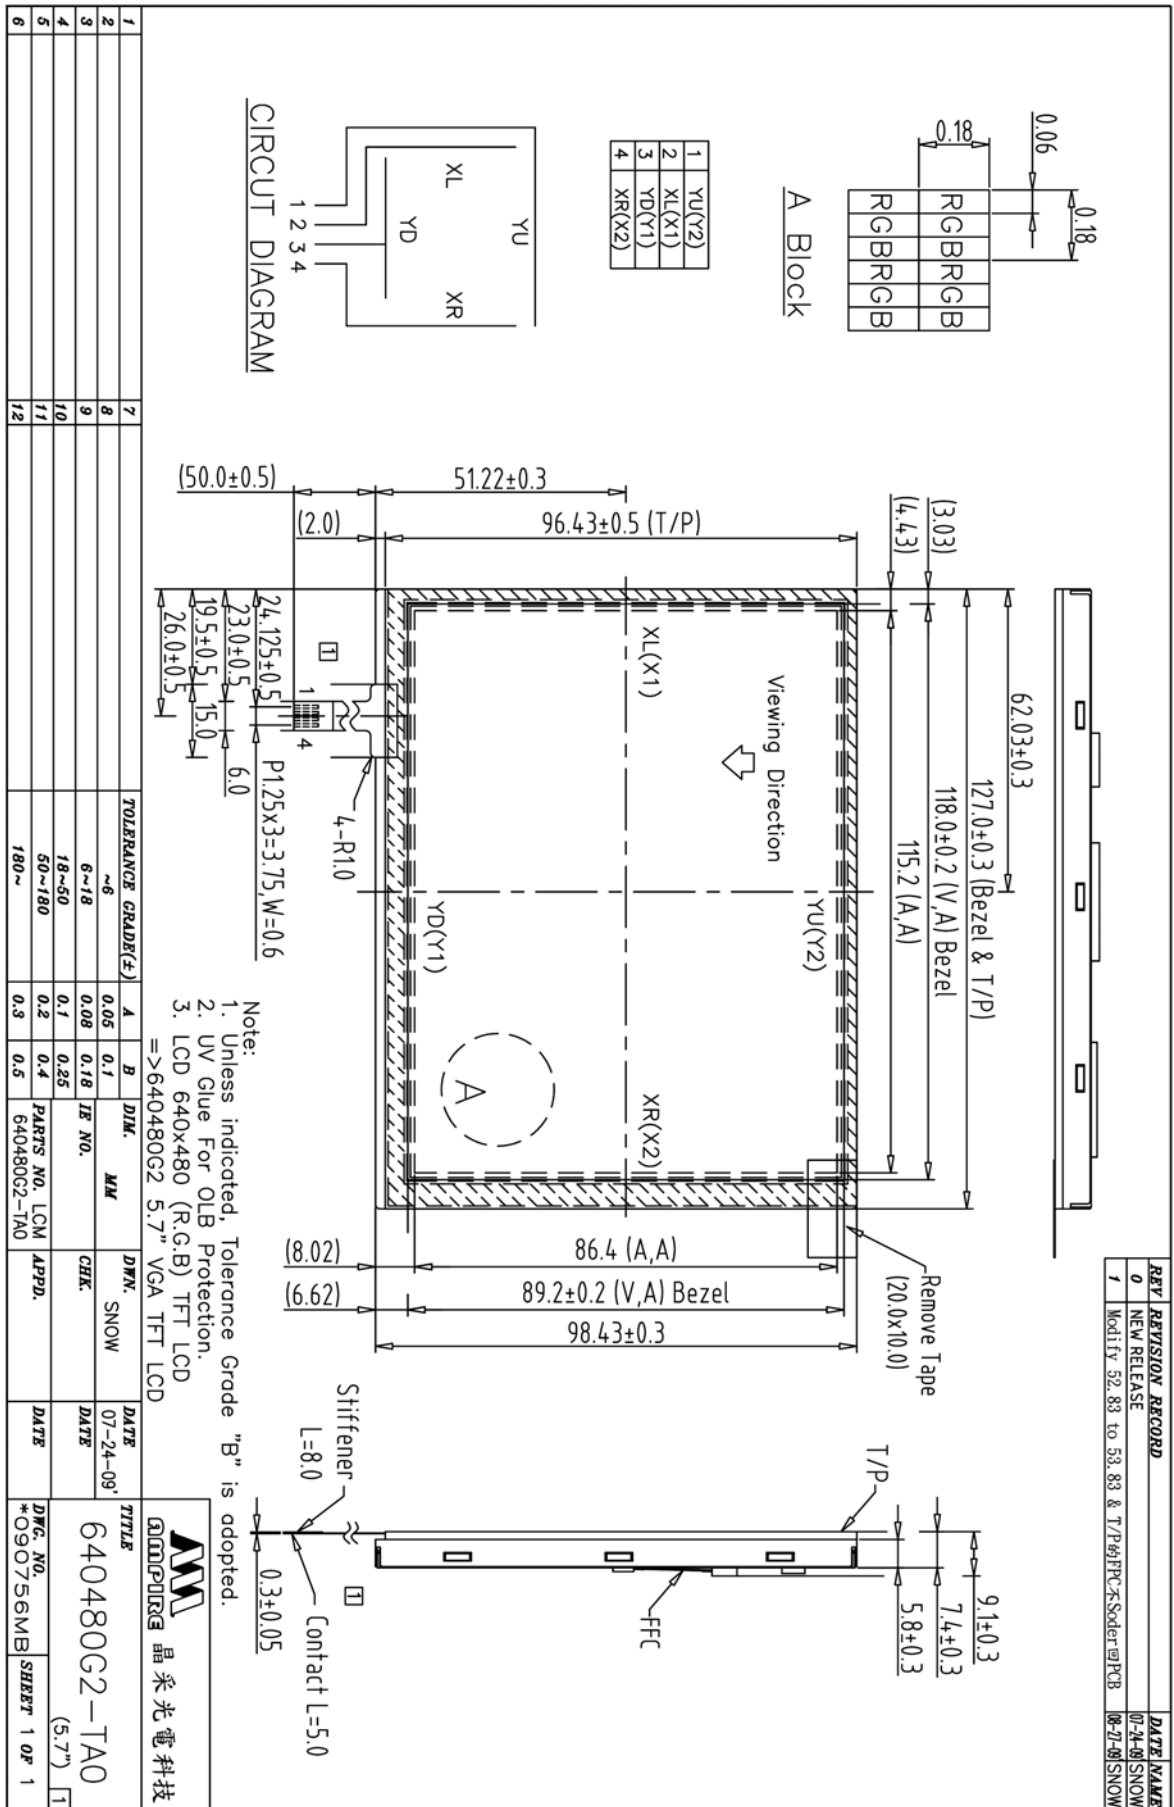 REV REVISION RECORD DATE NAME
0 NEW RELEASE 07-24-09' SNOW
1 Modify 52.83 to 53.83 & T/P的FPC不Soder回PCB 08-27-09' SNOW
0.06
0.18
0.18
RGBRGB
RGBRGB
A Block
1 YU(Y2)
2 XL(X1)
3 YD(Y1)
4 XR(X2)
YU
XL
XR
YD
1 2 3 4
CIRCUT DIAGRAM
62.03±0.3
127.0±0.3 (Bezel & T/P)
118.0±0.2 (V,A) Bezel
115.2 (A,A)
(3.03)
(4.43)
96.43±0.5 (T/P)
51.22±0.3
(2.0)
(50.0±0.5)
Viewing Direction
XL(X1)
YU(Y2)
XR(X2)
YD(Y1)
A
Remove Tape
(20.0x10.0)
86.4 (A,A)
89.2±0.2 (V,A) Bezel
98.43±0.3
(8.02)
(6.62)
4-R1.0
1
1 4
24.125±0.5
P1.25x3=3.75,W=0.6
23.0±0.5
6.0
19.5±0.5
15.0
26.0±0.5
9.1±0.3
7.4±0.3
5.8±0.3
T/P
FFC
1
Stiffener
L=8.0
Contact L=5.0
0.3±0.05
Note:
1. Unless indicated, Tolerance Grade "B" is adopted.
2. UV Glue For OLB Protection.
3. LCD 640x480 (R.G.B) TFT LCD
=>640480G2 5.7" VGA TFT LCD
1
2
3
4
5
6
7
8
9
10
11
12
TOLERANCE GRADE(±) A B
~6 0.05 0.1
6~18 0.08 0.18
18~50 0.1 0.25
50~180 0.2 0.4
180~ 0.3 0.5
DIM. MM
IE NO.
PARTS NO. LCM
640480G2-TA0
DWN. SNOW
CHK.
APPD.
DATE 07-24-09'
DATE
DATE
AMPIRE 晶采光電科技
TITLE
640480G2-TA0
(5.7") 1
DWG. NO.
*090756MB
SHEET 1 OF 1